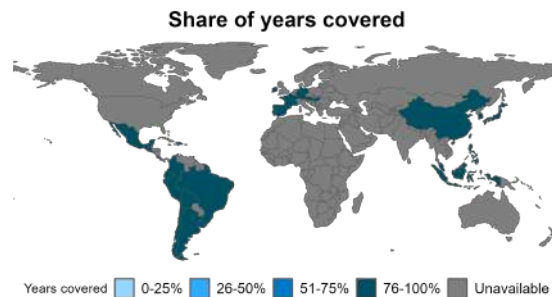 Share of years covered
Years covered 0-25% 26-50% 51-75% 76-100% Unavailable